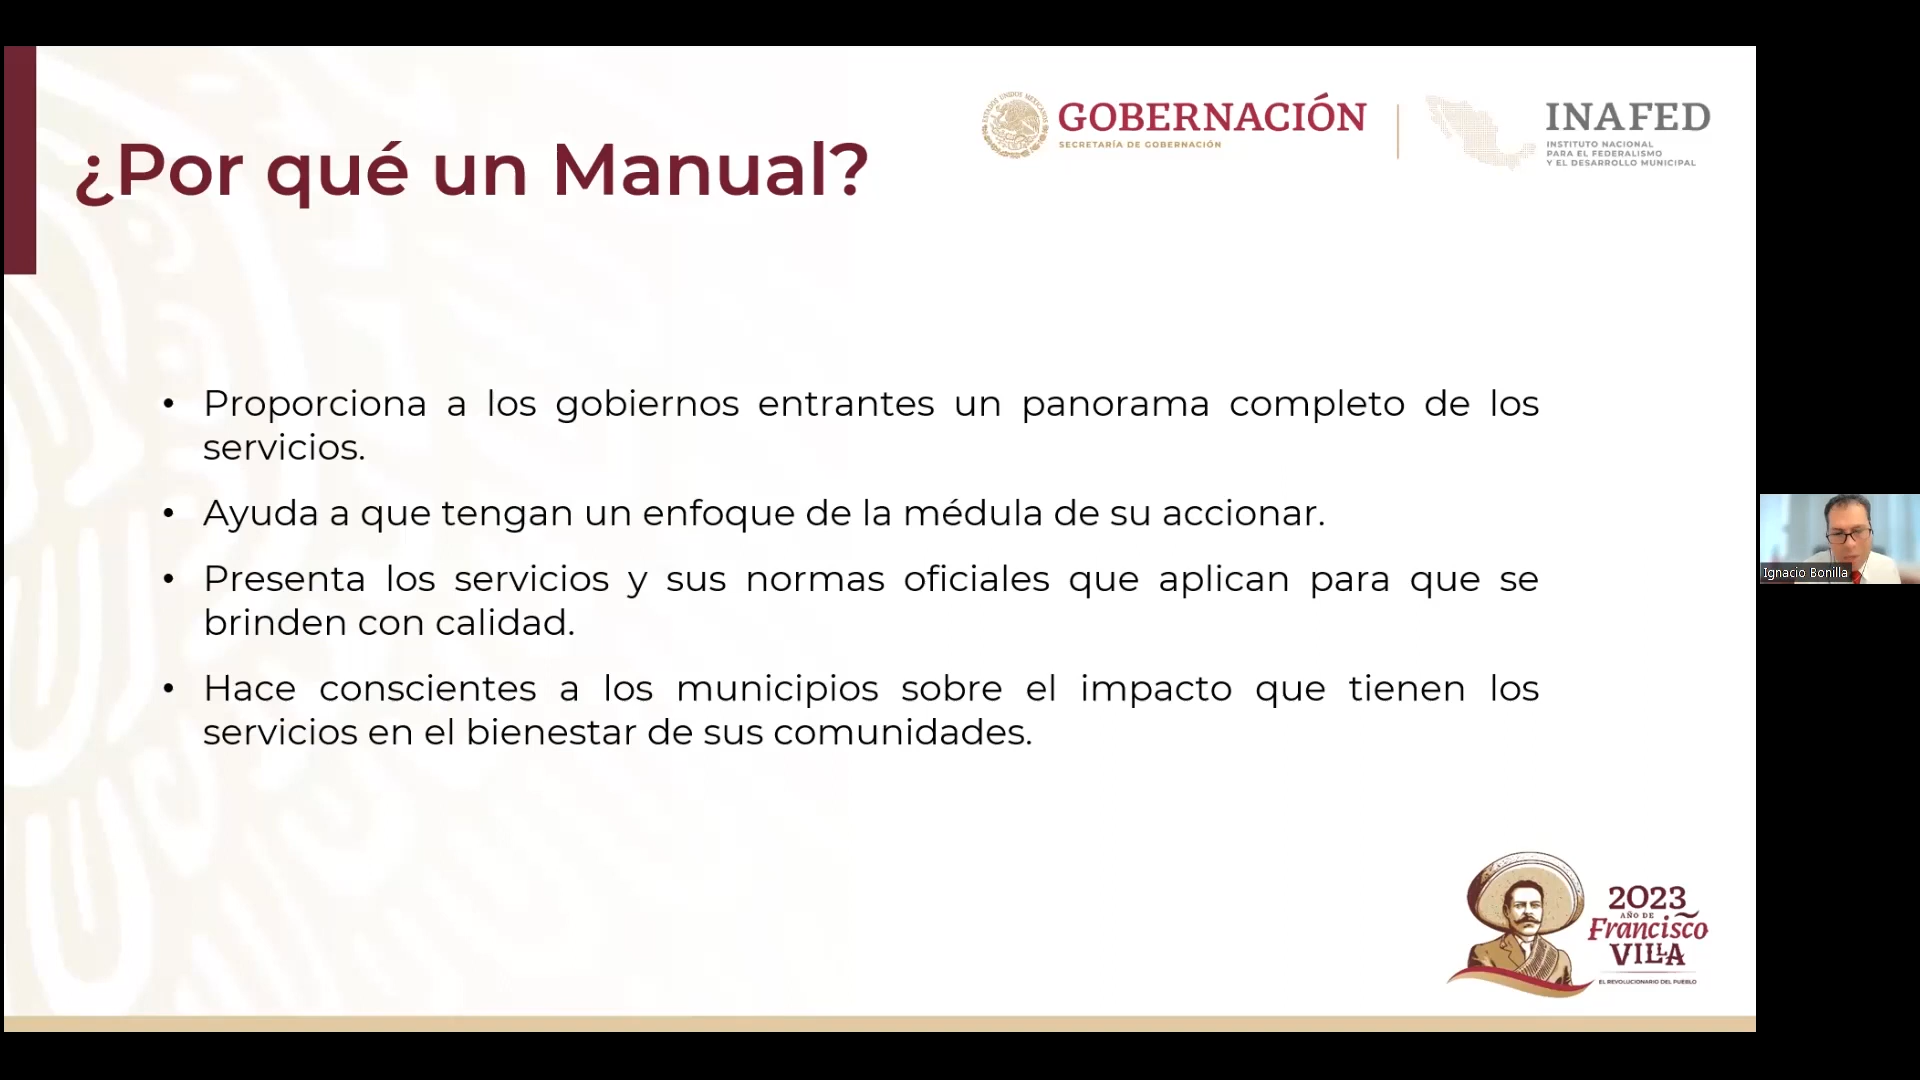 ESTADOS UNIDOS MEXICANOS
GOBERNACIÓN
SECRETARÍA DE GOBERNACIÓN
INAFED
INSTITUTO NACIONAL
PARA EL FEDERALISMO
Y EL DESARROLLO MUNICIPAL
¿Por qué un Manual?
• Proporciona a los gobiernos entrantes un panorama completo de los
servicios.
• Ayuda a que tengan un enfoque de la médula de su accionar.
• Presenta los servicios y sus normas oficiales que aplican para que se
brinden con calidad.
• Hace conscientes a los municipios sobre el impacto que tienen los
servicios en el bienestar de sus comunidades.
Ignacio Bonilla
2023
AÑO DE
Francisco
VILLA
EL REVOLUCIONARIO DEL PUEBLO